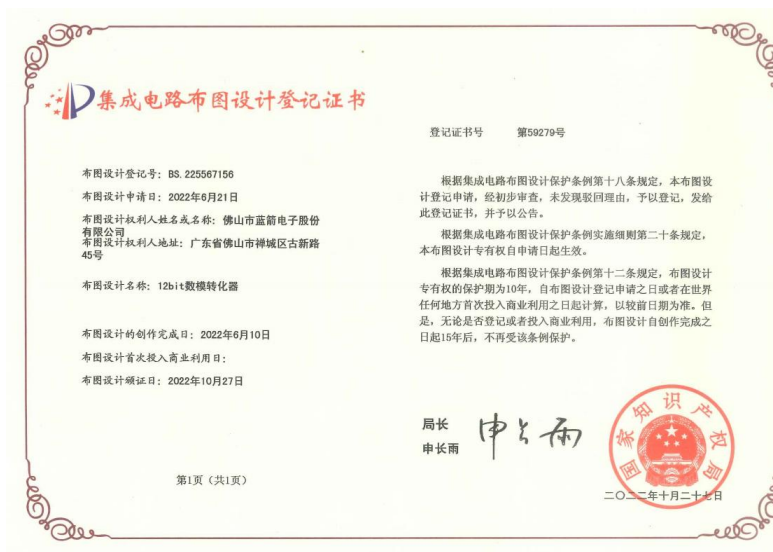 集成电路布图设计登记证书
布图设计登记号：BS. 225567156
布图设计申请日：2022年6月21日
布图设计权利人姓名或名称：佛山市蓝箭电子股份
有限公司
布图设计权利人地址：广东省佛山市禅城区古新路
45号
布图设计名称：12bit数模转化器
布图设计的创作完成日：2022年6月10日
布图设计首次投入商业利用日：
布图设计颁证日：2022年10月27日
第1页（共1页）
登记证书号 第59279号
根据集成电路布图设计保护条例第十八条规定，本布图设
计登记申请，经初步审查，未发现驳回理由，予以登记，发给
此登记证书，并予以公告。
根据集成电路布图设计保护条例实施细则第二十条规定，
本布图设计专有权自申请日起生效。
根据集成电路布图设计保护条例第十二条规定，布图设计
专有权的保护期为10年，自布图设计登记申请之日或者在世界
任何地方首次投入商业利用之日起计算，以较前日期为准。但
是，无论是否登记或者投入商业利用，布图设计自创作完成之
日起15年后，不再受该条例保护。
局长
申长雨
申长雨
国家知识产权局
二〇二二年十月二十七日